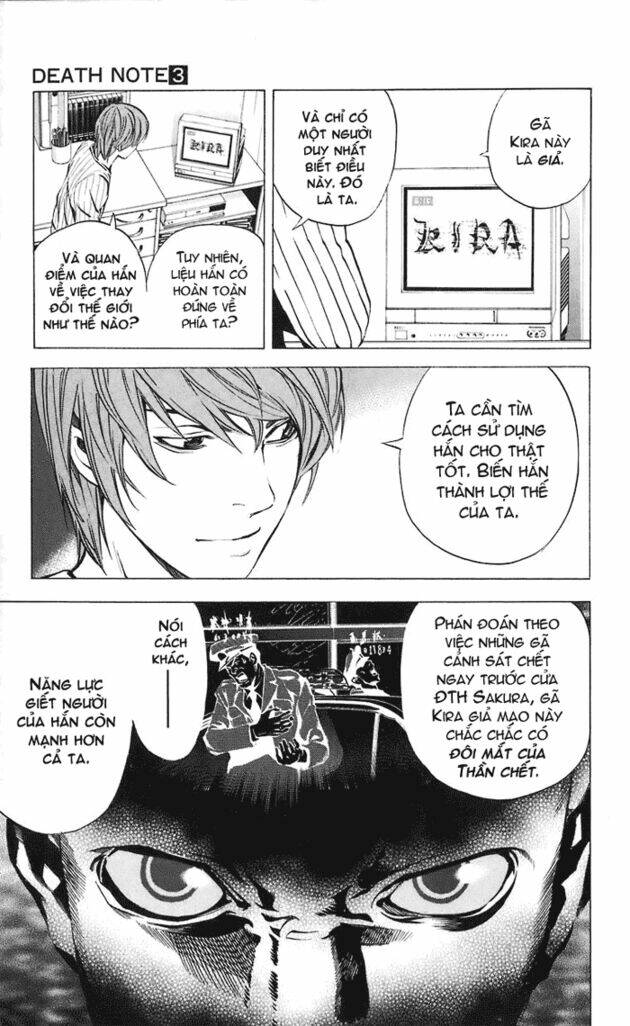 DEATH NOTE 3
GÃ
KIRA NÀY
LÀ GIẢ.
VÀ CHỈ CÓ
MỘT NGƯỜI
DUY NHẤT
BIẾT ĐIỀU
NÀY. ĐÓ
LÀ TA.
KIRA
TUY NHIÊN,
LIỆU HẮN CÓ
HOÀN TOÀN
ĐÚNG VỀ
PHÍA TA?
VÀ QUAN
ĐIỂM CỦA HẮN
VỀ VIỆC THAY
ĐỔI THẾ GIỚI
NHƯ THẾ NÀO?
KIRA
TA CẦN TÌM
CÁCH SỬ DỤNG
HẮN CHO THẬT
TỐT. BIẾN HẮN
THÀNH LỢI THẾ
CỦA TA.
PHÁN ĐOÁN THEO
VIỆC NHỮNG GÃ
CẢNH SÁT CHẾT
NGAY TRƯỚC CỬA
ĐTH SAKURA, GÃ
KIRA GIẢ MẠO NÀY
CHẮC CHẮC CÓ
ĐÔI MẮT CỦA
THẦN CHẾT.
NÓI
CÁCH
KHÁC,
NĂNG LỰC
GIẾT NGƯỜI
CỦA HẮN CÒN
MẠNH HƠN
CẢ TA.